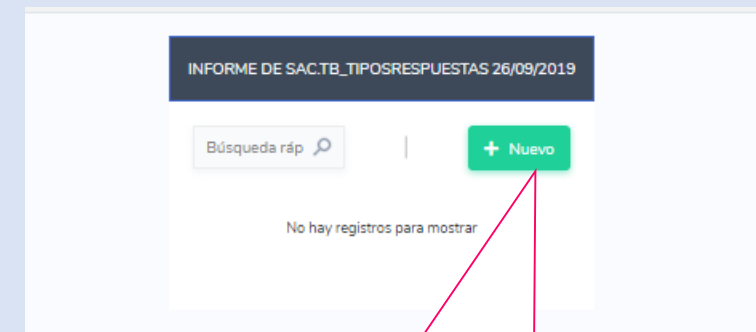 INFORME DE SAC.TB_TIPOSRESPUESTAS 26/09/2019
Búsqueda ráp
+ Nuevo
No hay registros para mostrar